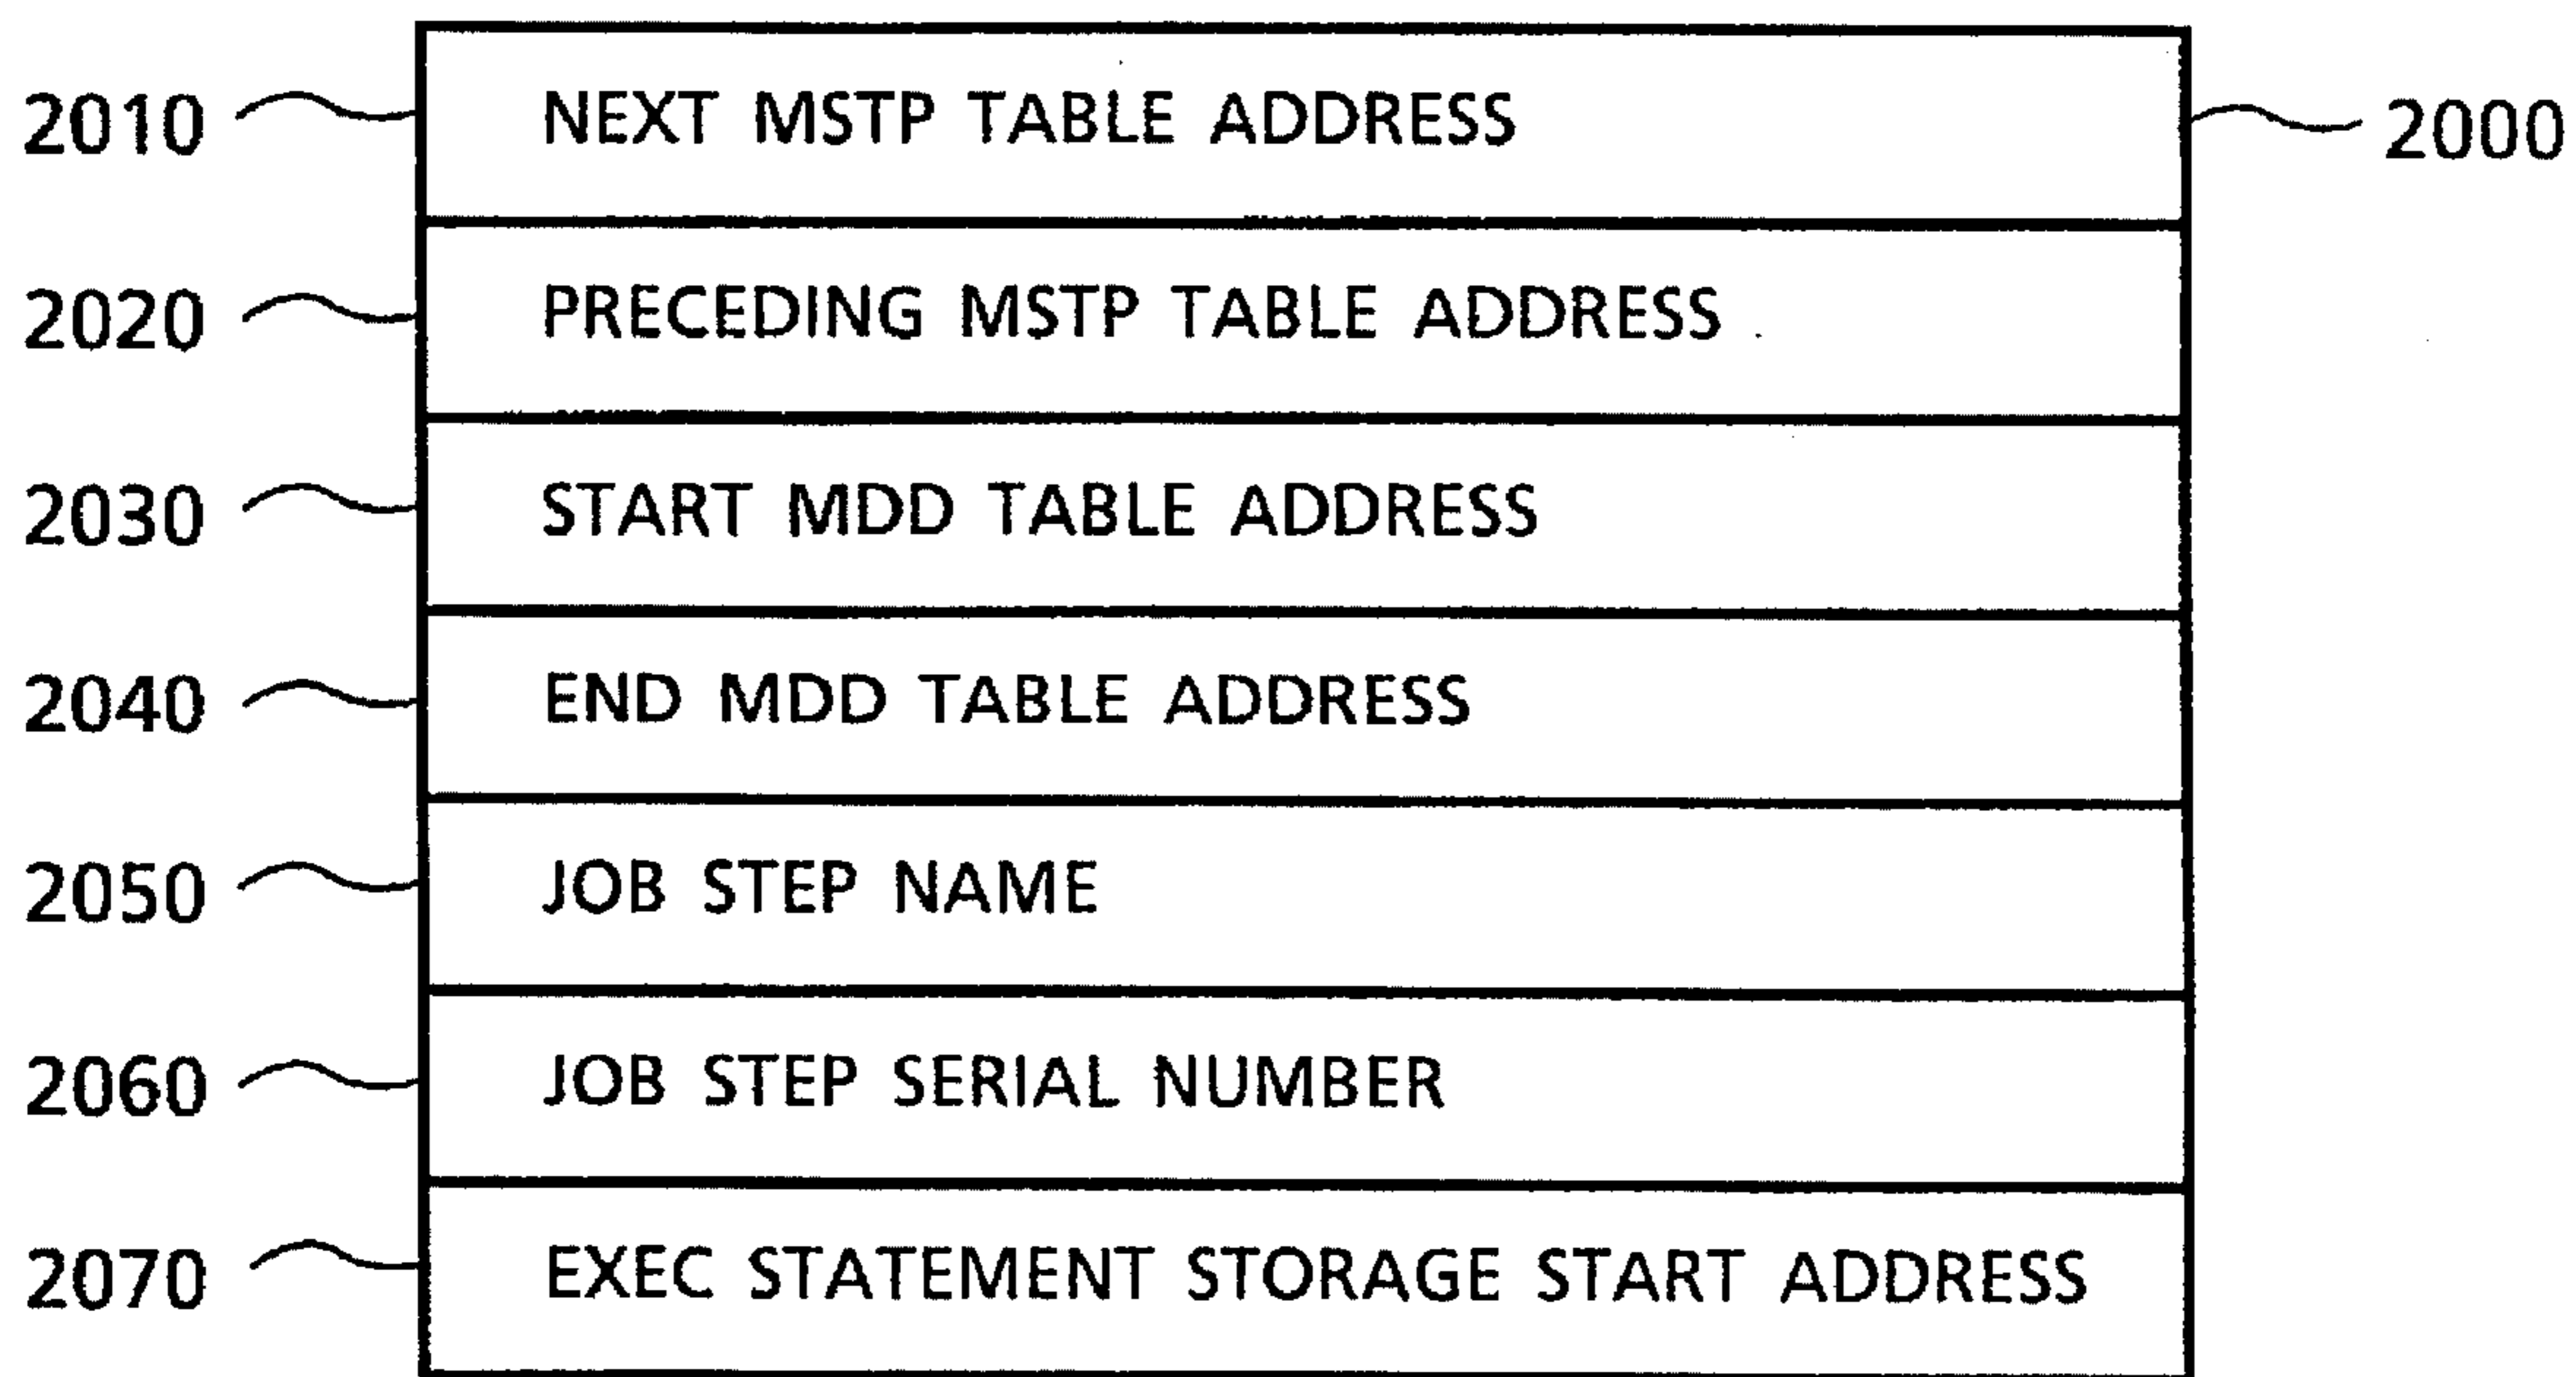 2010 NEXT MSTP TABLE ADDRESS 2000
2020 PRECEDING MSTP TABLE ADDRESS
2030 START MDD TABLE ADDRESS
2040 END MDD TABLE ADDRESS
2050 JOB STEP NAME
2060 JOB STEP SERIAL NUMBER
2070 EXEC STATEMENT STORAGE START ADDRESS